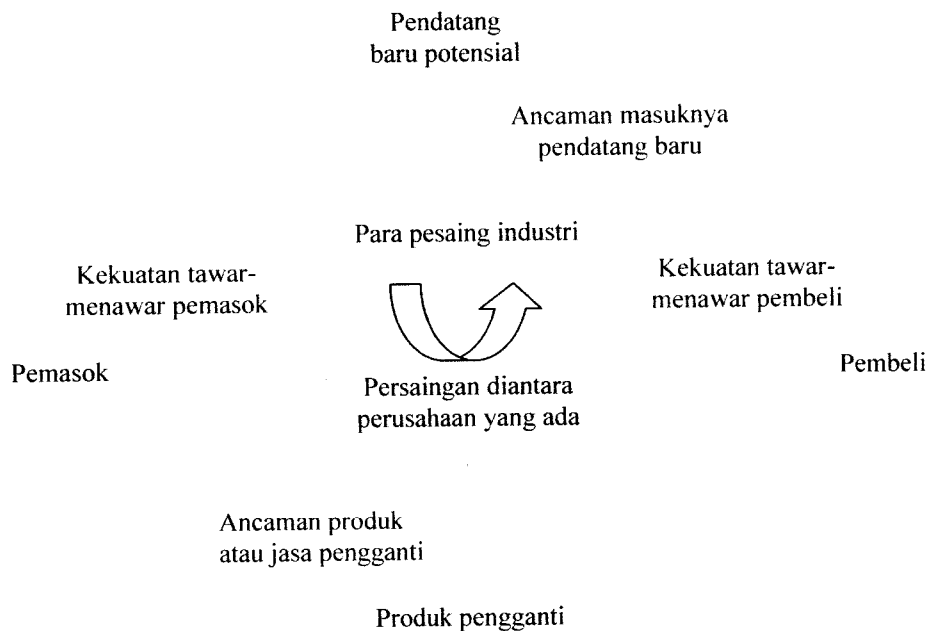 Pendatang
baru potensial
Ancaman masuknya
pendatang baru
Para pesaing industri
Kekuatan tawar-
menawar pemasok
Kekuatan tawar-
menawar pembeli
Pemasok
Pembeli
Persaingan diantara
perusahaan yang ada
Ancaman produk
atau jasa pengganti
Produk pengganti